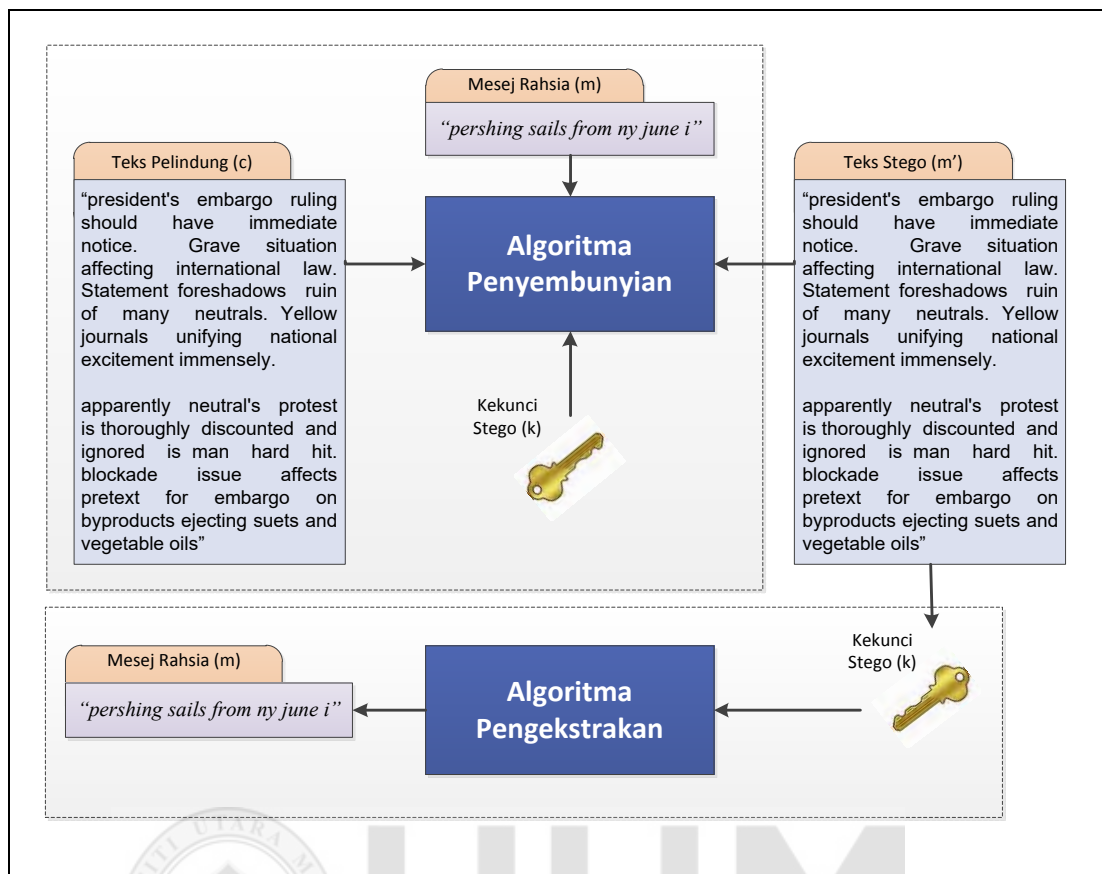 Mesej Rahsia (m)
“pershing sails from ny june i”
Teks Pelindung (c)
“president's embargo ruling
should have immediate
notice. Grave situation
affecting international law.
Statement foreshadows ruin
of many neutrals. Yellow
journals unifying national
excitement immensely.
apparently neutral's protest
is thoroughly discounted and
ignored is man hard hit.
blockade issue affects
pretext for embargo on
byproducts ejecting suets and
vegetable oils”
Algoritma
Penyembunyian
Kekunci
Stego (k)
Teks Stego (m’)
“president's embargo ruling
should have immediate
notice. Grave situation
affecting international law.
Statement foreshadows ruin
of many neutrals. Yellow
journals unifying national
excitement immensely.
apparently neutral's protest
is thoroughly discounted and
ignored is man hard hit.
blockade issue affects
pretext for embargo on
byproducts ejecting suets and
vegetable oils”
Mesej Rahsia (m)
“pershing sails from ny june i”
Algoritma
Pengekstrakan
Kekunci
Stego (k)
UTARA